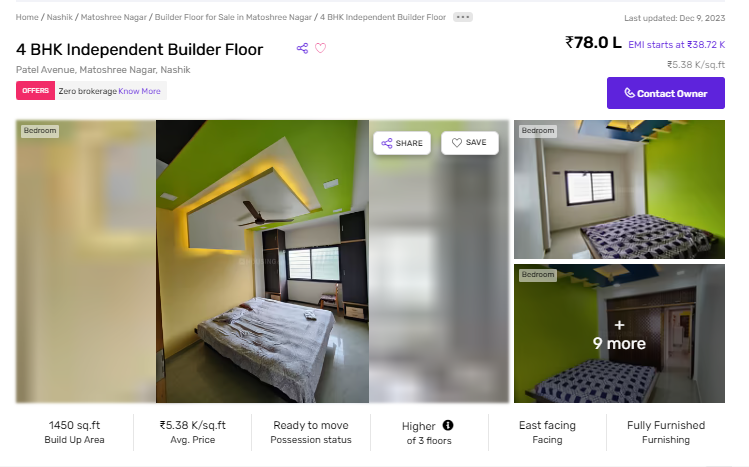 Home / Nashik / Matoshree Nagar / Builder Floor for Sale in Matoshree Nagar / 4 BHK Independent Builder Floor
Last updated: Dec 9, 2023
4 BHK Independent Builder Floor
₹78.0 L EMI starts at ₹38.72 K
Patel Avenue, Matoshree Nagar, Nashik
₹5.38 K/sq.ft
OFFERS Zero brokerage Know More
Contact Owner
Bedroom
SHARE
SAVE
Bedroom
Bedroom
+
9 more
1450 sq.ft
Build Up Area
₹5.38 K/sq.ft
Avg. Price
Ready to move
Possession status
Higher
of 3 floors
East facing
Facing
Fully Furnished
Furnishing